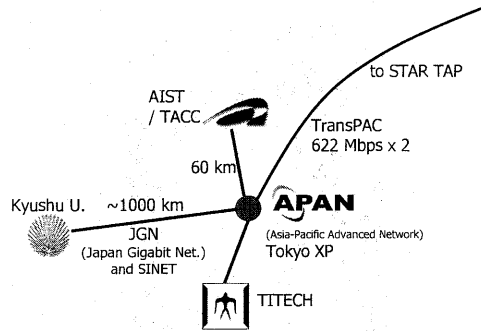 to STAR TAP
AIST
/ TACC
TransPAC
622 Mbps x 2
60 km
Kyushu U.
~1000 km
APAN
JGN
(Japan Gigabit Net.)
and SINET
(Asia-Pacific Advanced Network)
Tokyo XP
TITECH